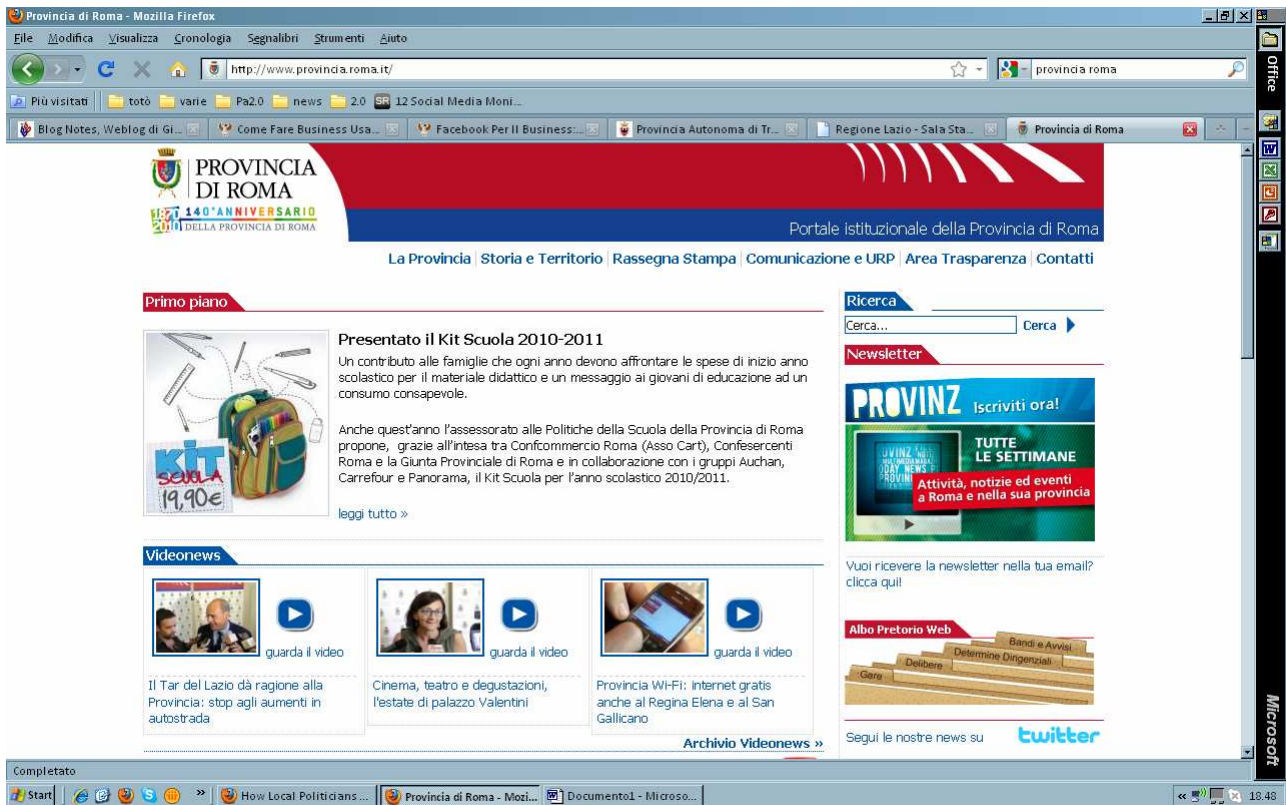 Provincia di Roma - Mozilla Firefox
File Modifica Visualizza Cronologia Segnalibri Strumenti Aiuto
http://www.provincia.roma.it/
provincia roma
Più visitati totò varie Pa2.0 news 2.0 SR 12 Social Media Moni...
Blog Notes, Weblog di Gi... Come Fare Business Usa... Facebook Per Il Business:... Provincia Autonoma di Tr... Regione Lazio - Sala Sta... Provincia di Roma
Office
PROVINCIA
DI ROMA
1870 2010 140°ANNIVERSARIO
DELLA PROVINCIA DI ROMA
Portale istituzionale della Provincia di Roma
La Provincia | Storia e Territorio | Rassegna Stampa | Comunicazione e URP | Area Trasparenza | Contatti
Primo piano
KIT
SCUOLA
19,90€
Presentato il Kit Scuola 2010-2011
Un contributo alle famiglie che ogni anno devono affrontare le spese di inizio anno
scolastico per il materiale didattico e un messaggio ai giovani di educazione ad un
consumo consapevole.
Anche quest'anno l'assessorato alle Politiche della Scuola della Provincia di Roma
propone, grazie all'intesa tra Confcommercio Roma (Asso Cart), Confesercenti
Roma e la Giunta Provinciale di Roma e in collaborazione con i gruppi Auchan,
Carrefour e Panorama, il Kit Scuola per l'anno scolastico 2010/2011.
leggi tutto »
Videonews
guarda il video
Il Tar del Lazio dà ragione alla
Provincia: stop agli aumenti in
autostrada
guarda il video
Cinema, teatro e degustazioni,
l'estate di palazzo Valentini
guarda il video
Provincia Wi-Fi: internet gratis
anche al Regina Elena e al San
Gallicano
Archivio Videonews »
Ricerca
Cerca...
Cerca
Newsletter
PROVINZ Iscriviti ora!
TUTTE
LE SETTIMANE
Attività, notizie ed eventi
a Roma e nella sua provincia
Vuoi ricevere la newsletter nella tua email?
clicca qui!
Albo Pretorio Web
Bandi e Avvisi
Determine Dirigenziali
Delibere
Gare
Segui le nostre news su twitter
Microsoft
Completato
Start » How Local Politicians ... Provincia di Roma - Mozi... Documento1 - Microso... « 18.48